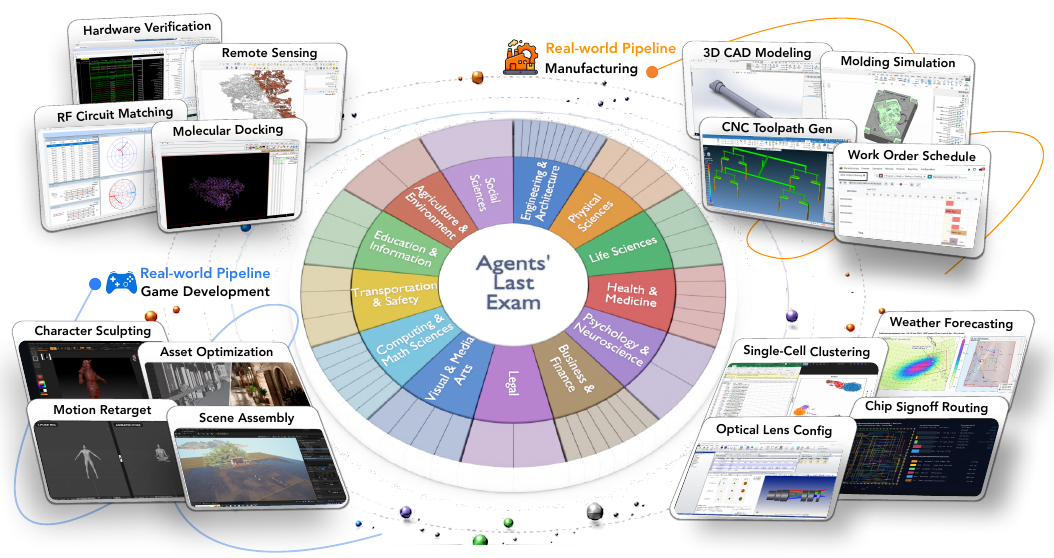 Hardware Verification
Remote Sensing
RF Circuit Matching
Molecular Docking
Real-world Pipeline
Manufacturing
3D CAD Modeling
Molding Simulation
CNC Toolpath Gen
Work Order Schedule
Agents'
Last
Exam
Social
Sciences
Engineering &
Architecture
Physical
Sciences
Life Sciences
Health &
Medicine
Psychology &
Neuroscience
Business &
Finance
Legal
Visual & Media
Arts
Computing &
Math Sciences
Transportation
& Safety
Education &
Information
Agriculture &
Environment
Real-world Pipeline
Game Development
Character Sculpting
Asset Optimization
Motion Retarget
Scene Assembly
Weather Forecasting
Single-Cell Clustering
Chip Signoff Routing
Optical Lens Config